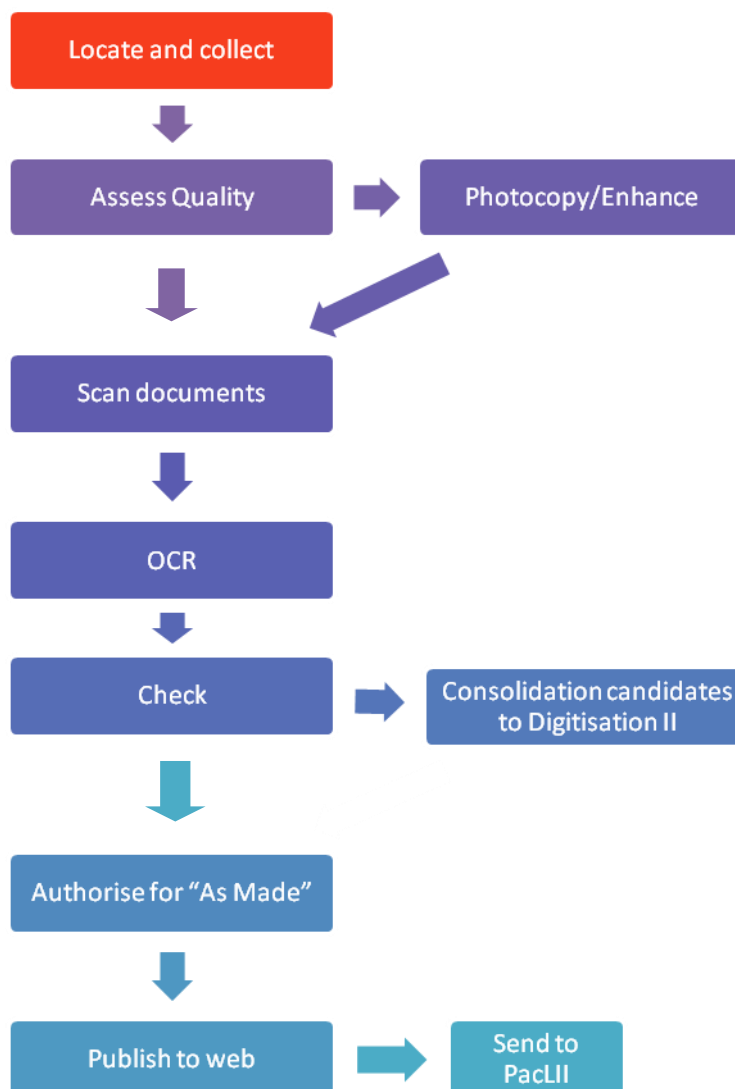 Locate and collect
Assess Quality
Photocopy/Enhance
Scan documents
OCR
Check
Consolidation candidates
to Digitisation II
Authorise for “As Made”
Publish to web
Send to
PacLII